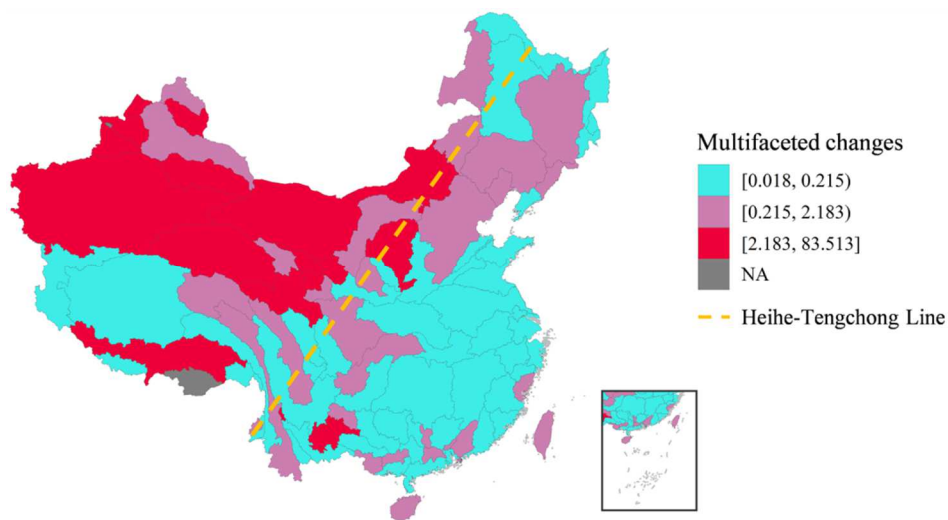 Multifaceted changes
[0.018, 0.215)
[0.215, 2.183)
[2.183, 83.513]
NA
Heihe-Tengchong Line